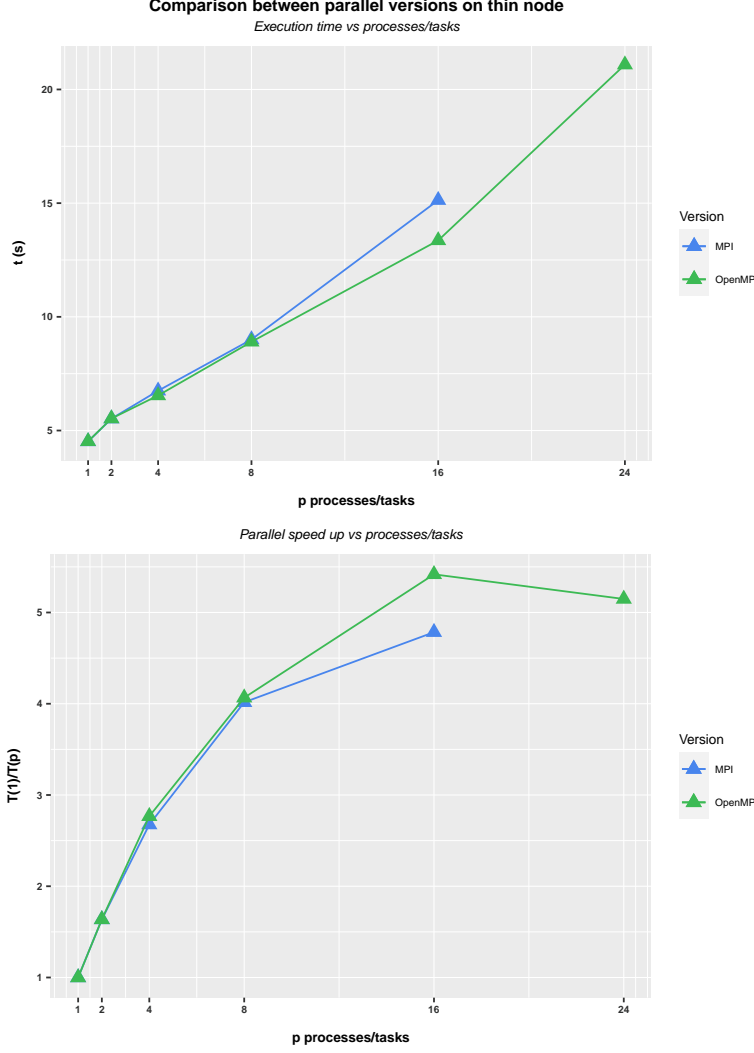 Comparison between parallel versions on thin node
Execution time vs processes/tasks
20
15
10
5
t (s)
1 2 4 8 16 24
p processes/tasks
Version
MPI
OpenMP
Parallel speed up vs processes/tasks
5
4
3
2
1
T(1)/T(p)
1 2 4 8 16 24
p processes/tasks
Version
MPI
OpenMP